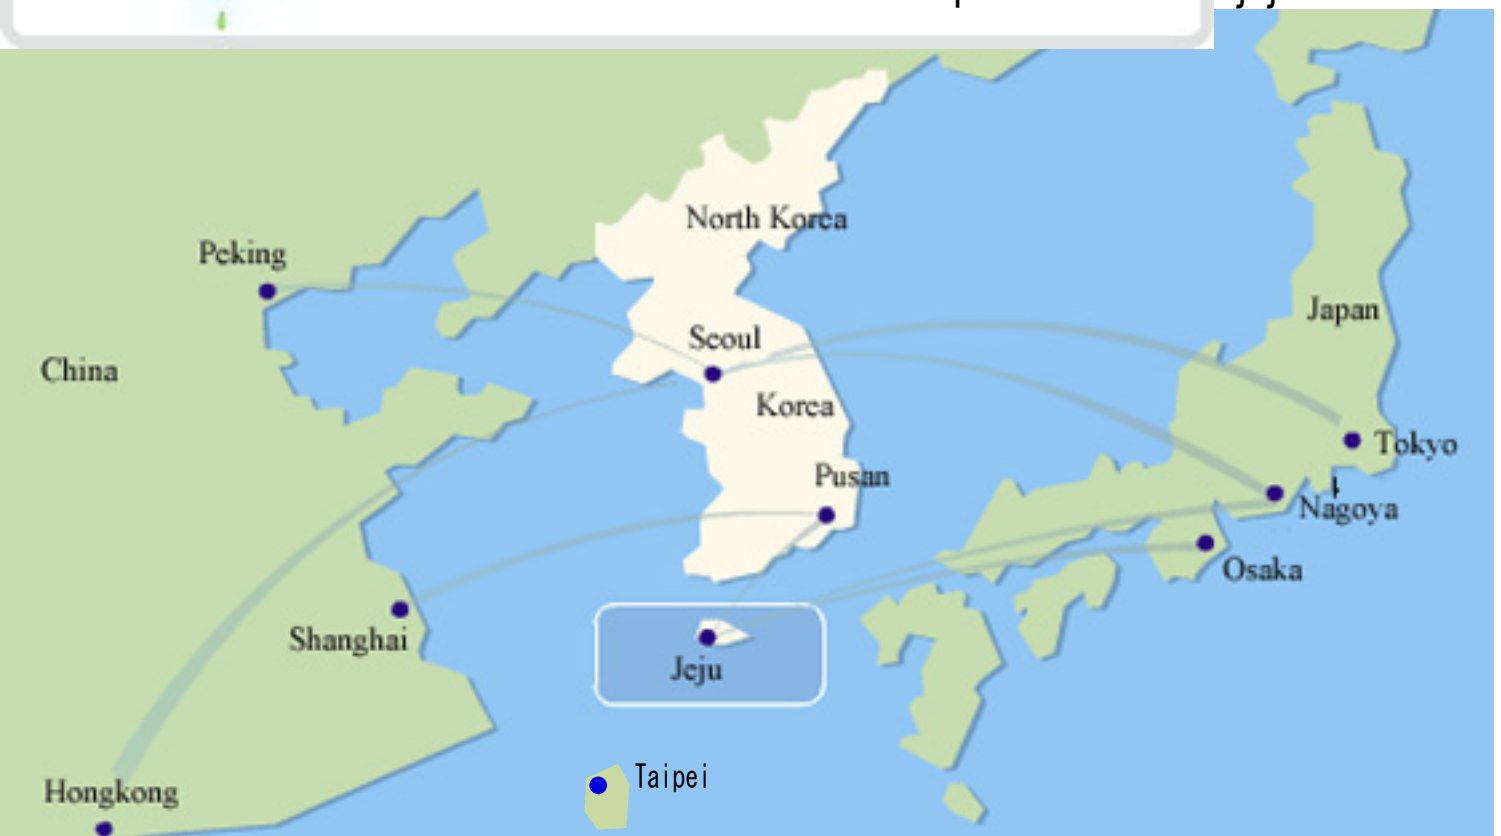 North Korea
Peking
Japan
Seoul
China
Korea
Tokyo
Pusan
Nagoya
Osaka
Shanghai
Jeju
Taipei
Hongkong